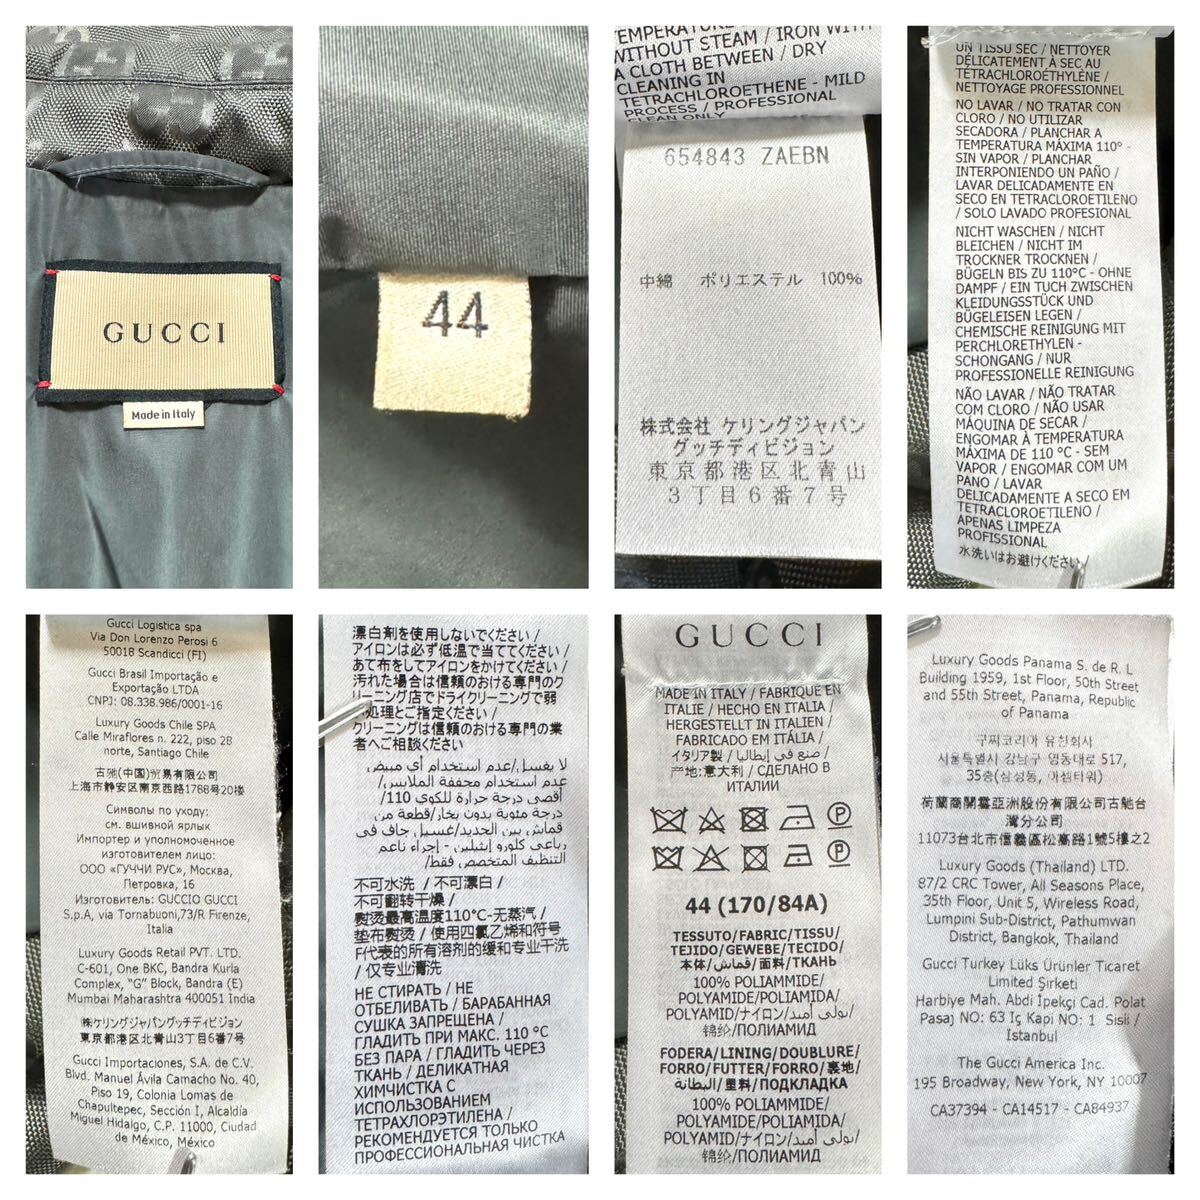 GUCCI
Made in Italy
44
WITHOUT STEAM / IRON WITH
A CLOTH BETWEEN / DRY
CLEANING IN
TETRACHLOROETHENE - MILD
PROCESS / PROFESSIONAL
CLEAN ONLY
654843 ZAEBN
中綿 ポリエステル 100%
株式会社 ケリングジャパン
グッチディビジョン
東京都港区北青山
3丁目6番7号
UN TISSU SEC / NETTOYER
DÉLICATEMENT À SEC AU
TÉTRACHLOROÉTHYLÈNE /
NETTOYAGE PROFESSIONNEL
NO LAVAR / NO TRATAR CON
CLORO / NO UTILIZAR
SECADORA / PLANCHAR A
TEMPERATURA MÁXIMA 110° -
SIN VAPOR / PLANCHAR
INTERPONIENDO UN PAÑO /
LAVAR DELICADAMENTE EN
SECO EN TETRACLOROETILENO
/ SOLO LAVADO PROFESIONAL
NICHT WASCHEN / NICHT
BLEICHEN / NICHT IM
TROCKNER TROCKNEN /
BÜGELN BIS ZU 110°C - OHNE
DAMPF / EIN TUCH ZWISCHEN
KLEIDUNGSSTÜCK UND
BÜGELEISEN LEGEN /
CHEMISCHE REINIGUNG MIT
PERCHLORETHYLEN -
SCHONGANG / NUR
PROFESSIONELLE REINIGUNG
NÃO LAVAR / NÃO TRATAR
COM CLORO / NÃO USAR
MÁQUINA DE SECAR /
ENGOMAR À TEMPERATURA
MÁXIMA DE 110 °C - SEM
VAPOR / ENGOMAR COM UM
PANO / LAVAR
DELICADAMENTE A SECO EM
TETRACLOROETILENO /
APENAS LIMPEZA
PROFISSIONAL
水洗いはお避けください/
Gucci Logistica spa
Via Don Lorenzo Perosi 6
50018 Scandicci (FI)
Gucci Brasil Importação e
Exportação LTDA
CNPJ: 08.338.986/0001-16
Luxury Goods Chile SPA
Calle Miraflores n. 222, piso 28
norte, Santiago Chile
古驰(中国)贸易有限公司
上海市静安区南京西路1788号20楼
Символы по уходу:
см. вшивной ярлык
Импортер и уполномоченное
изготовителем лицо:
ООО «ГУЧЧИ РУС», Москва,
Петровка, 16
Изготовитель: GUCCIO GUCCI
S.p.A, via Tornabuoni,73/R Firenze,
Italia
Luxury Goods Retail PVT. LTD.
C-601, One BKC, Bandra Kurla
Complex, "G" Block, Bandra (E)
Mumbai Maharashtra 400051 India
㈱ケリングジャパングッチディビジョン
東京都港区北青山3丁目6番7号
Gucci Importaciones, S.A. de C.V.
Blvd. Manuel Ávila Camacho No. 40,
Piso 19, Colonia Lomas de
Chapultepec, Sección I, Alcaldía
Miguel Hidalgo, C.P. 11000, Ciudad
de México, México
漂白剤を使用しないでください/
アイロンは必ず低温で当ててください/
あて布をしてアイロンをかけてください/
汚れた場合は信頼のおける専門のク
リーニング店でドライクリーニングで弱
処理とご指定ください/
クリーニングは信頼のおける専門の業
者へご相談ください
لا يغسل/عدم استخدام أي مبيض
/عدم استخدام مجففة الملابس
/أقصى درجة حرارة للكوي 110
درجة مئوية بدون بخار/قطعة من
قماش بين الحديد/غسيل جاف في
رباعي كلورو إيثيلين - إجراء ناعم
/التنظيف المتخصص فقط
不可水洗 / 不可漂白 /
不可翻转干燥 /
熨烫最高温度110°C-无蒸汽 /
垫布熨烫 / 使用四氯乙烯和符号
F代表的所有溶剂的缓和专业干洗
/ 仅专业清洗
НЕ СТИРАТЬ / НЕ
ОТБЕЛИВАТЬ / БАРАБАННАЯ
СУШКА ЗАПРЕЩЕНА /
ГЛАДИТЬ ПРИ МАКС. 110 °C
БЕЗ ПАРА / ГЛАДИТЬ ЧЕРЕЗ
ТКАНЬ / ДЕЛИКАТНАЯ
ХИМЧИСТКА С
ИСПОЛЬЗОВАНИЕМ
ТЕТРАХЛОРЭТИЛЕНА /
РЕКОМЕНДУЕТСЯ ТОЛЬКО
ПРОФЕССИОНАЛЬНАЯ ЧИСТКА
GUCCI
MADE IN ITALY / FABRIQUÉ EN
ITALIE / HECHO EN ITALIA /
HERGESTELLT IN ITALIEN /
FABRICADO EM ITÁLIA /
イタリア製 / صنع في إيطاليا /
产地:意大利 / СДЕЛАНО В
ИТАЛИИ
44 (170/84A)
TESSUTO/FABRIC/TISSU/
TEJIDO/GEWEBE/TECIDO/
本体/قماش/面料/ТКАНЬ
100% POLIAMMIDE/
POLYAMIDE/POLIAMIDA/
POLYAMID/ナイロン/بولي أميد/
锦纶/ПОЛИАМИД
FODERA/LINING/DOUBLURE/
FORRO/FUTTER/FORRO/裏地/
البطانة/里料/ПОДКЛАДКА
100% POLIAMMIDE/
POLYAMIDE/POLIAMIDA/
POLYAMID/ナイロン/بولي أميد/
锦纶/ПОЛИАМИД
Luxury Goods Panama S. de R. L
Building 1959, 1st Floor, 50th Street
and 55th Street, Panama, Republic
of Panama
구찌코리아 유한회사
서울특별시 강남구 영동대로 517,
35층(삼성동, 아셈타워)
荷蘭商開雲亞洲股份有限公司古馳台
灣分公司
11073台北市信義區松高路1號5樓之2
Luxury Goods (Thailand) LTD.
87/2 CRC Tower, All Seasons Place,
35th Floor, Unit 5, Wireless Road,
Lumpini Sub-District, Pathumwan
District, Bangkok, Thailand
Gucci Turkey Lüks Ürünler Ticaret
Limited Şirketi
Harbiye Mah. Abdi İpekçi Cad. Polat
Pasaj NO: 63 İç Kapi NO: 1 Sisli /
Istanbul
The Gucci America Inc.
195 Broadway, New York, NY 10007
CA37394 - CA14517 - CA84937